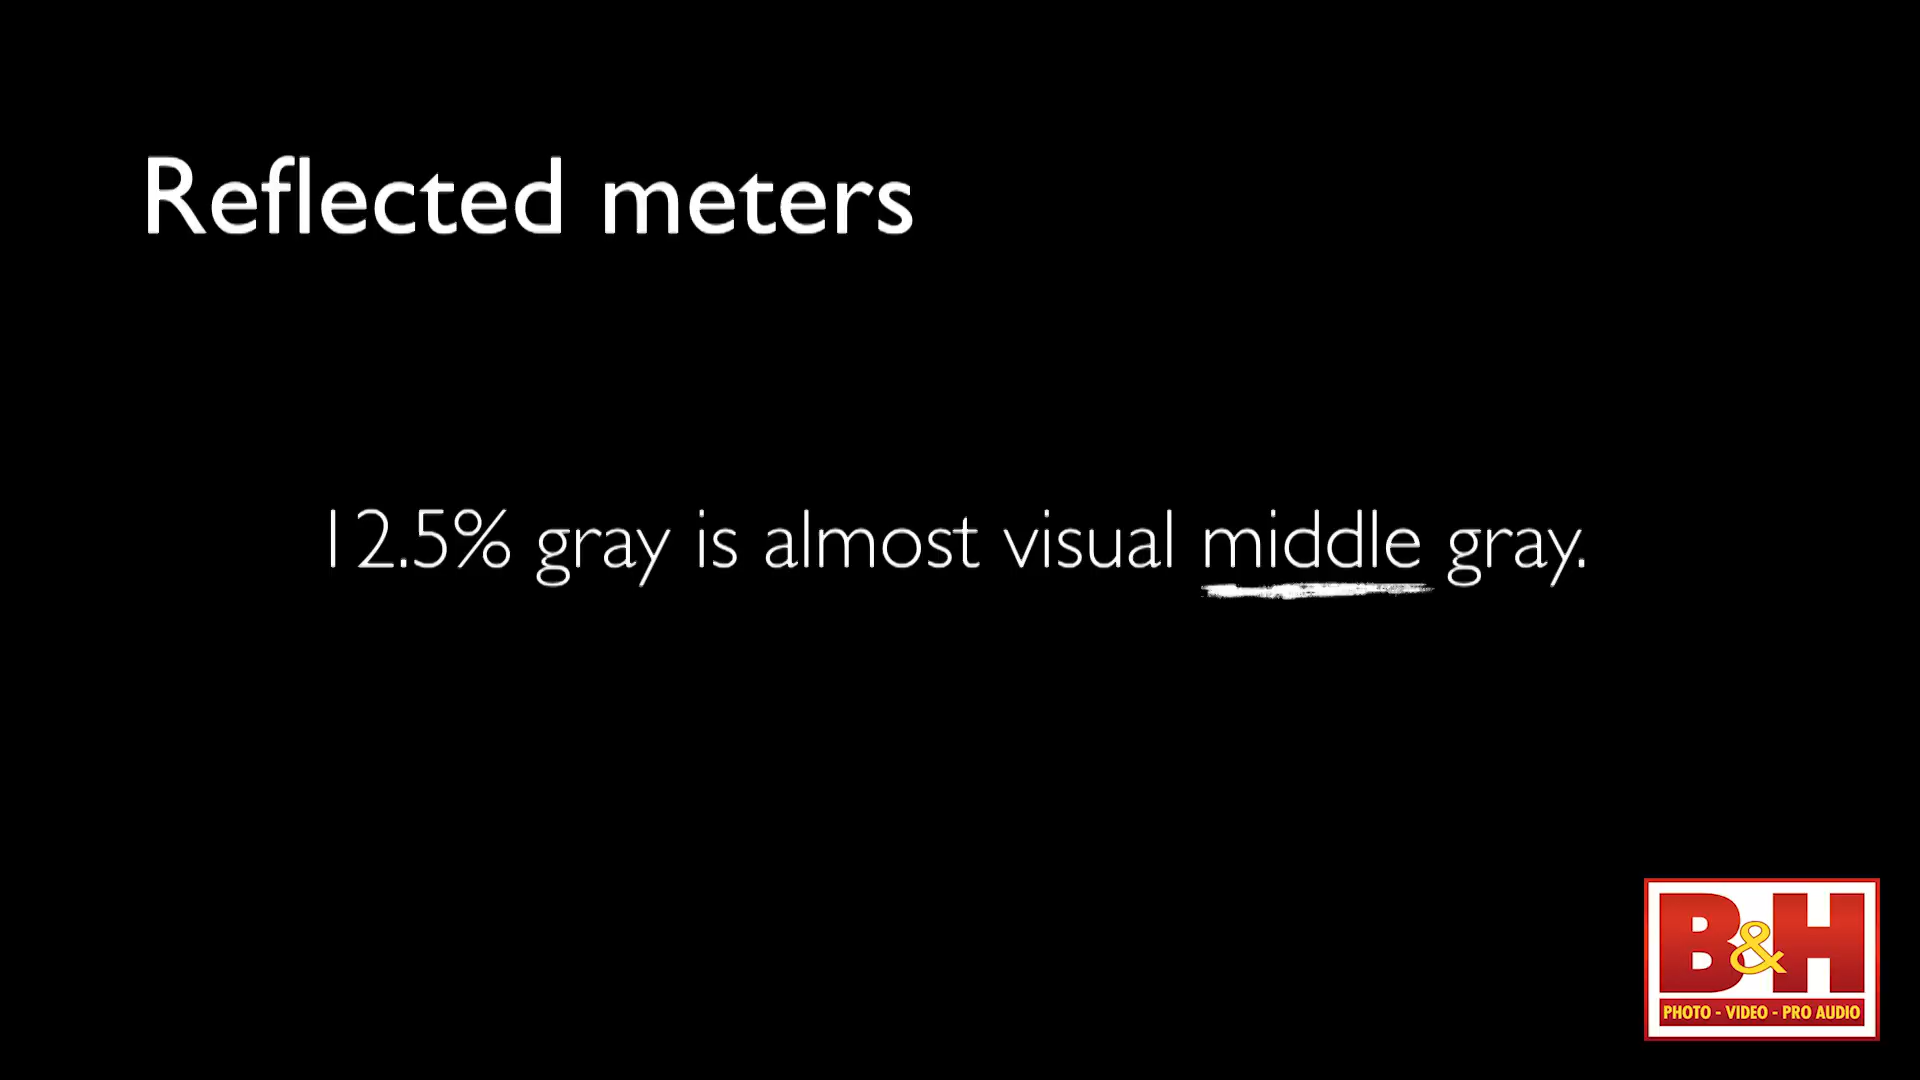 Reflected meters
12.5% gray is almost visual middle gray.
B&H
PHOTO - VIDEO - PRO AUDIO